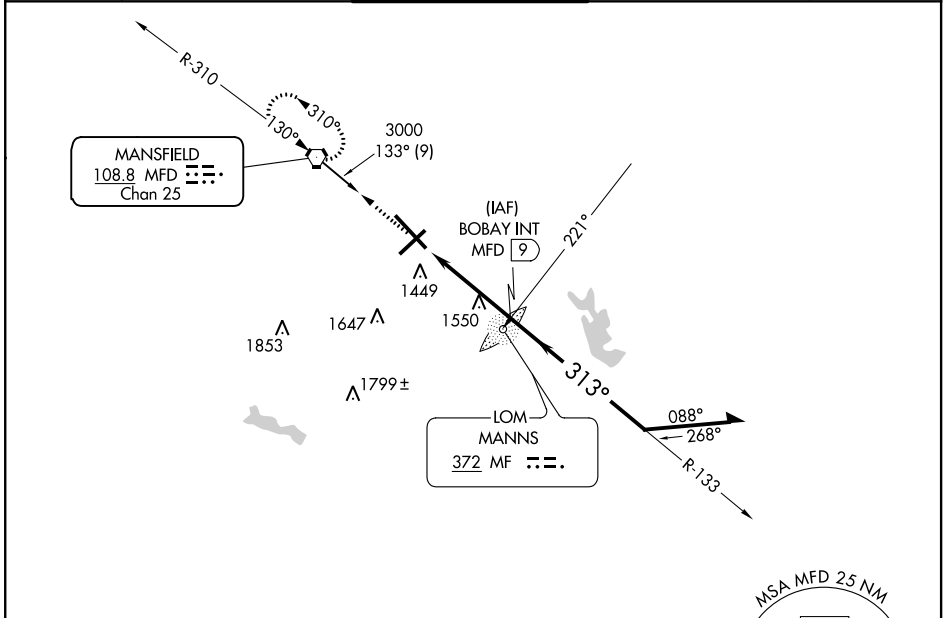 R-310
310°
130°
3000
133° (9)
MANSFIELD
108.8 MFD
Chan 25
(IAF)
BOBAY INT
MFD 9
221°
1449
1550
1647
1853
1799 ±
313°
088°
268°
LOM
MANNS
372 MF
R-133
MSA MFD 25 NM